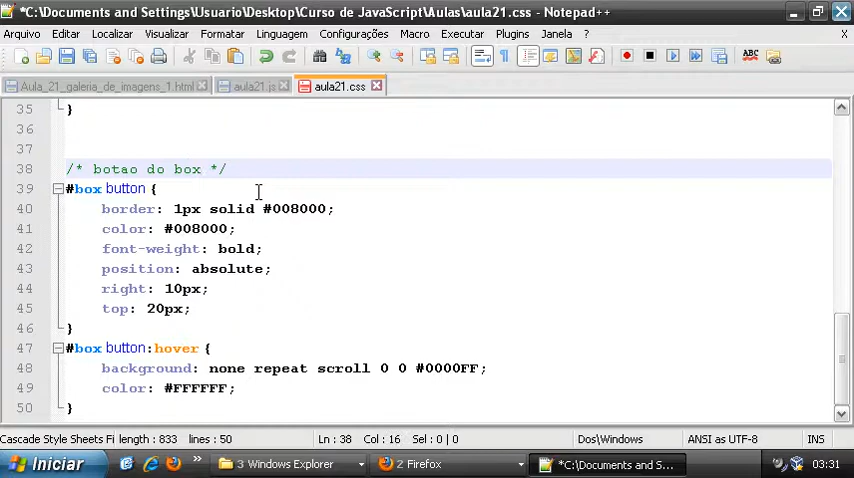 *C:\Documents and Settings\Usuario\Desktop\Curso de JavaScript\Aulas\aula21.css - Notepad++
Arquivo Editar Localizar Visualizar Formatar Linguagem Configurações Macro Executar Plugins Janela ? X
Aula_21_galeria_de_imagens_1.html aula21.js aula21.css
35 }
36
37
38 /* botao do box */
39 #box button {
40 border: 1px solid #008000;
41 color: #008000;
42 font-weight: bold;
43 position: absolute;
44 right: 10px;
45 top: 20px;
46 }
47 #box button:hover {
48 background: none repeat scroll 0 0 #0000FF;
49 color: #FFFFFF;
50 }
Cascade Style Sheets Fi length : 833 lines : 50 Ln : 38 Col : 16 Sel : 0 | 0 Dos\Windows ANSI as UTF-8 INS
Iniciar » 3 Windows Explorer 2 Firefox *C:\Documents and S... 03:31